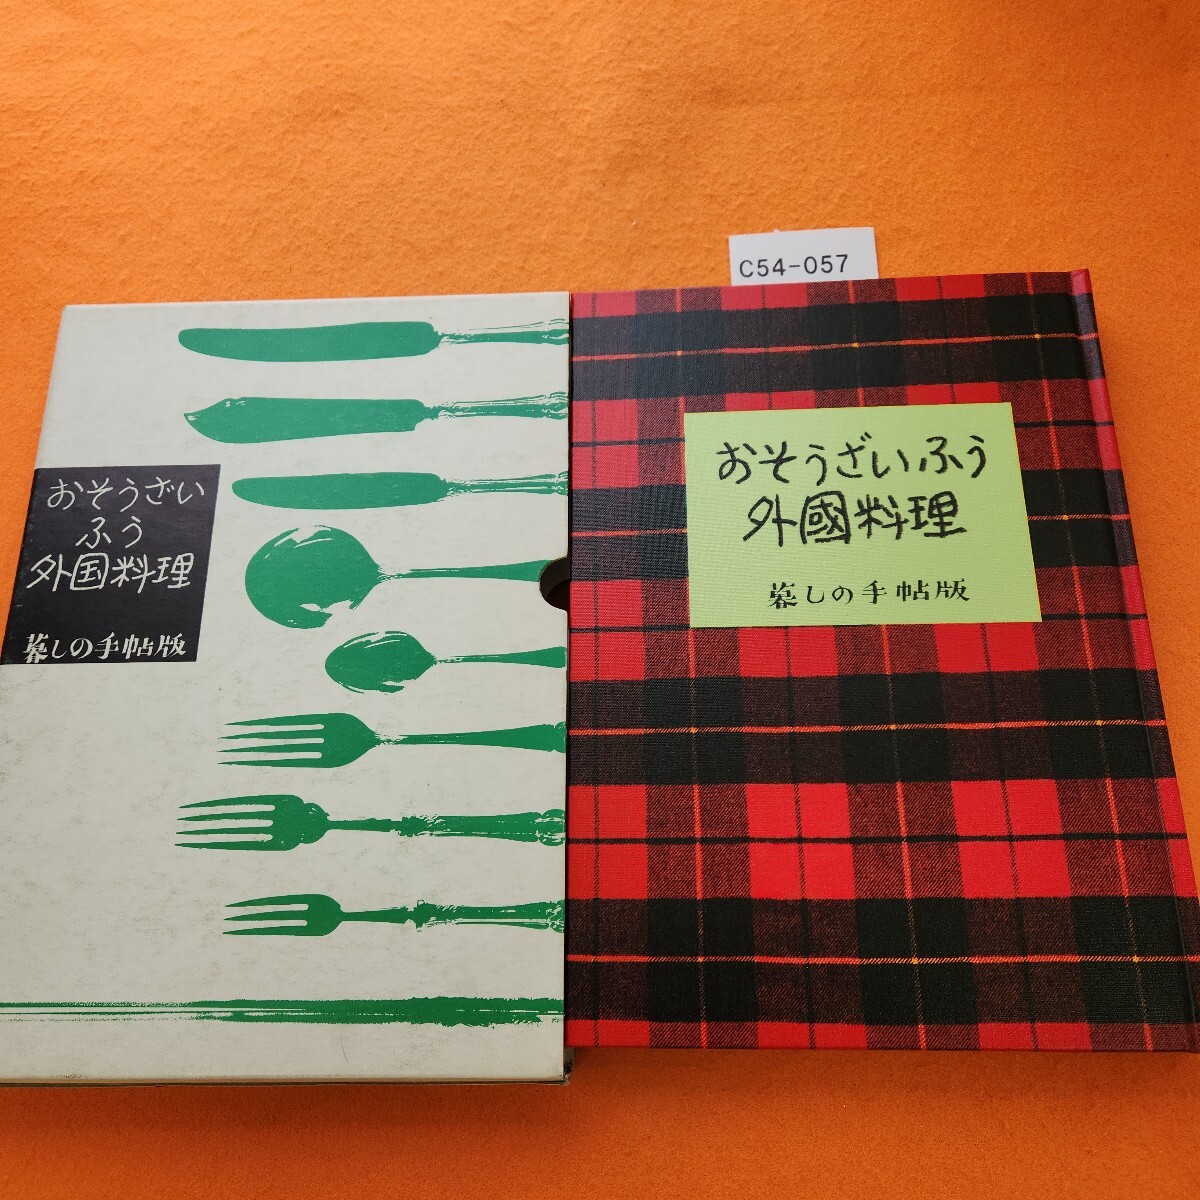 C54-057
おそうざい
ふう
外国料理
暮しの手帖版
おそうざいふう
外國料理
暮しの手帖版